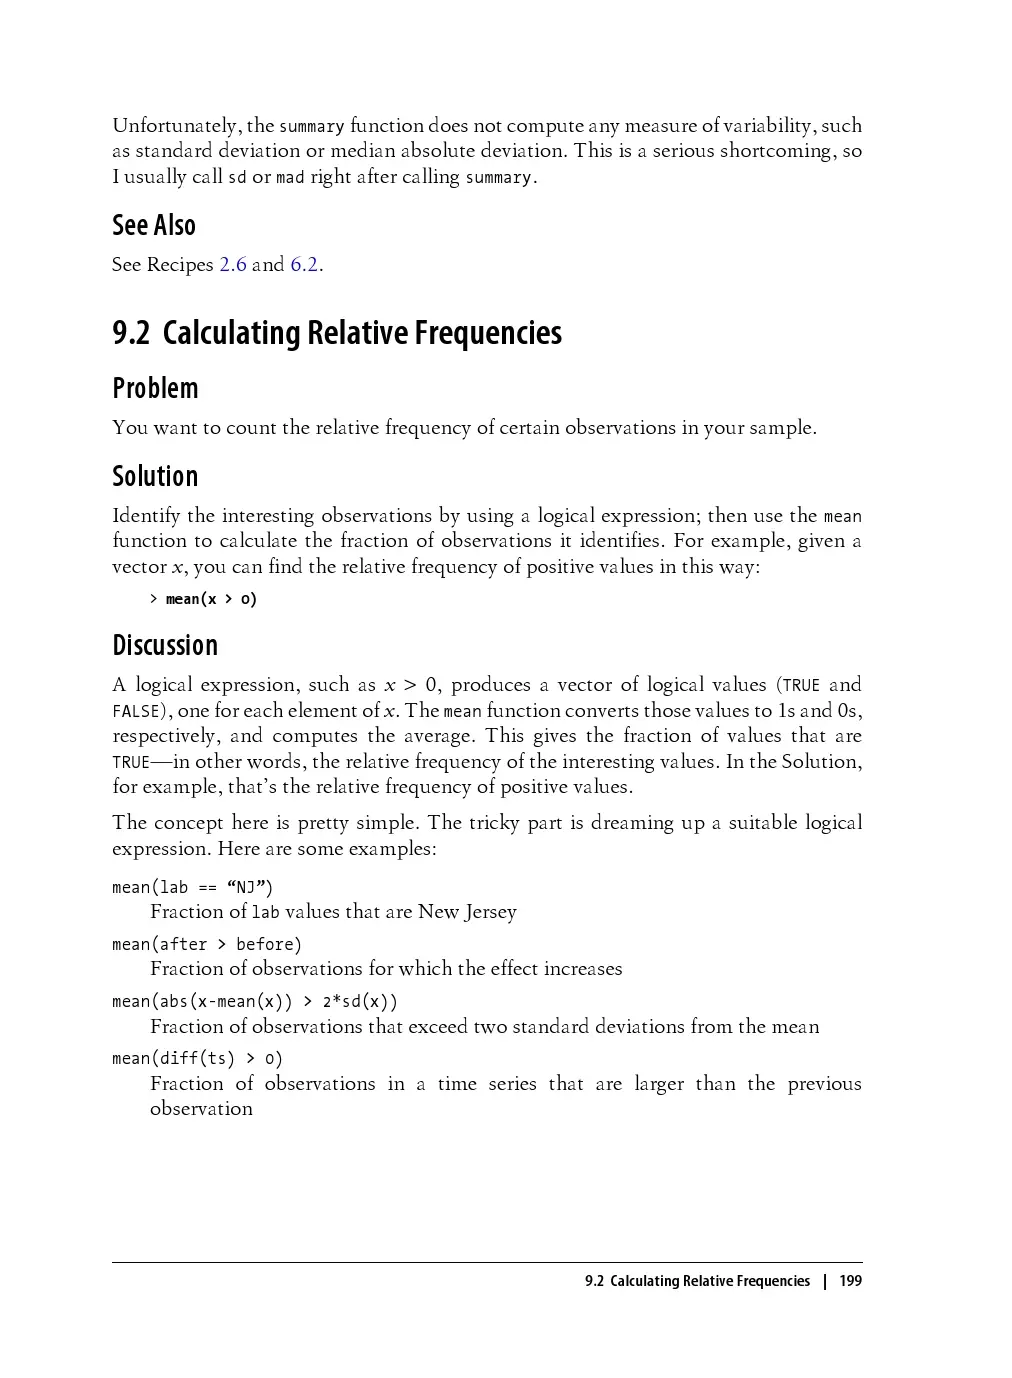 Unfortunately, the summary function does not compute any measure of variability, such
as standard deviation or median absolute deviation. This is a serious shortcoming, so
I usually call sd or mad right after calling summary.
See Also
See Recipes 2.6 and 6.2.
9.2 Calculating Relative Frequencies
Problem
You want to count the relative frequency of certain observations in your sample.
Solution
Identify the interesting observations by using a logical expression; then use the mean
function to calculate the fraction of observations it identifies. For example, given a
vector x, you can find the relative frequency of positive values in this way:
> mean(x > 0)
Discussion
A logical expression, such as x > 0, produces a vector of logical values (TRUE and
FALSE), one for each element of x. The mean function converts those values to 1s and 0s,
respectively, and computes the average. This gives the fraction of values that are
TRUE—in other words, the relative frequency of the interesting values. In the Solution,
for example, that’s the relative frequency of positive values.
The concept here is pretty simple. The tricky part is dreaming up a suitable logical
expression. Here are some examples:
mean(lab == “NJ”)
Fraction of lab values that are New Jersey
mean(after > before)
Fraction of observations for which the effect increases
mean(abs(x-mean(x)) > 2*sd(x))
Fraction of observations that exceed two standard deviations from the mean
mean(diff(ts) > 0)
Fraction of observations in a time series that are larger than the previous
observation
9.2 Calculating Relative Frequencies | 199